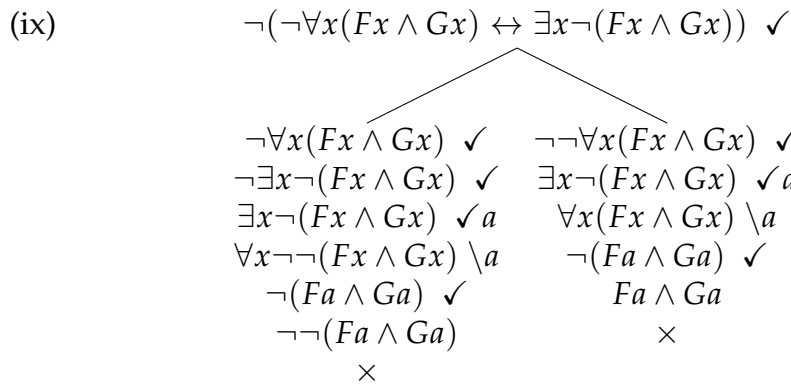 (ix) ¬(¬∀x(Fx ∧ Gx) ↔ ∃x¬(Fx ∧ Gx)) ✓
¬∀x(Fx ∧ Gx) ✓ ¬¬∀x(Fx ∧ Gx) ✓
¬∃x¬(Fx ∧ Gx) ✓ ∃x¬(Fx ∧ Gx) ✓a
∃x¬(Fx ∧ Gx) ✓a ∀x(Fx ∧ Gx) \a
∀x¬¬(Fx ∧ Gx) \a ¬(Fa ∧ Ga) ✓
¬(Fa ∧ Ga) ✓ Fa ∧ Ga
¬¬(Fa ∧ Ga) ×
×